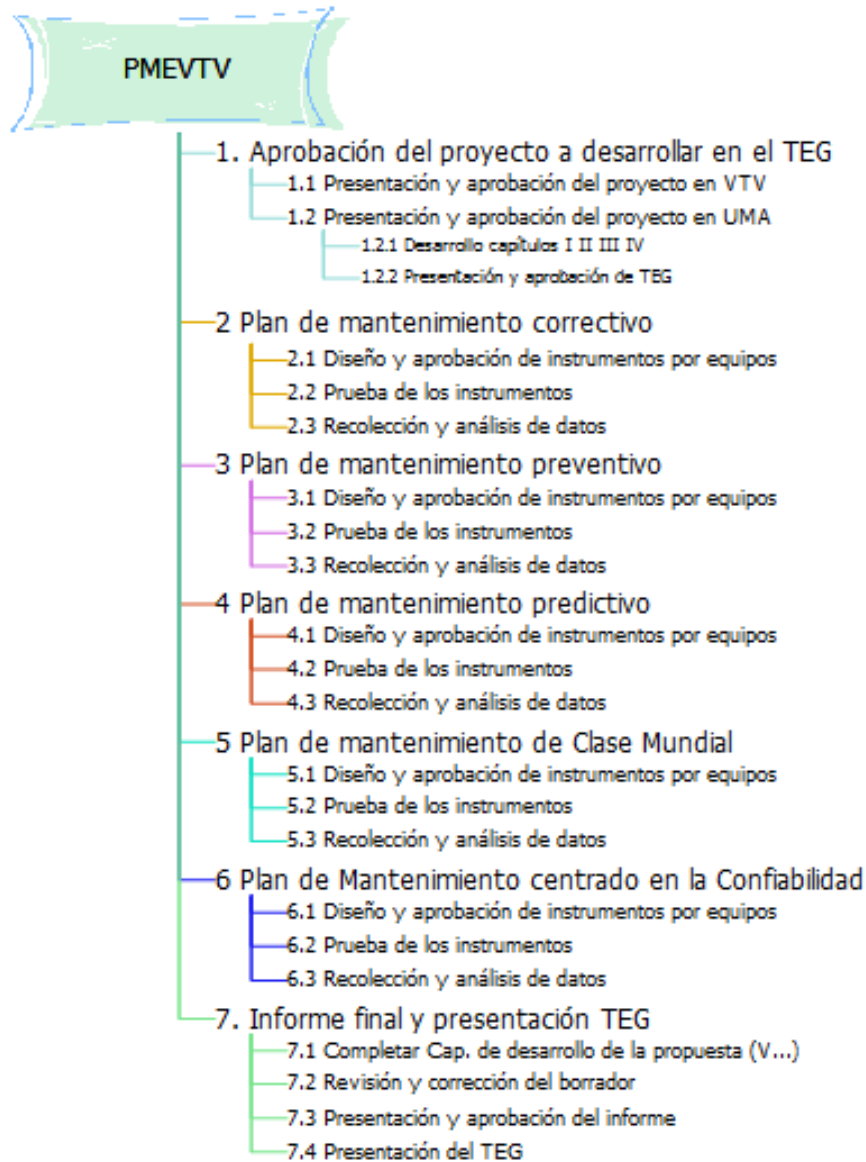 PMEVTV
1. Aprobación del proyecto a desarrollar en el TEG
1.1 Presentación y aprobación del proyecto en VTV
1.2 Presentación y aprobación del proyecto en UMA
1.2.1 Desarrollo capítulos I II III IV
1.2.2 Presentación y aprobación de TEG
2 Plan de mantenimiento correctivo
2.1 Diseño y aprobación de instrumentos por equipos
2.2 Prueba de los instrumentos
2.3 Recolección y análisis de datos
3 Plan de mantenimiento preventivo
3.1 Diseño y aprobación de instrumentos por equipos
3.2 Prueba de los instrumentos
3.3 Recolección y análisis de datos
4 Plan de mantenimiento predictivo
4.1 Diseño y aprobación de instrumentos por equipos
4.2 Prueba de los instrumentos
4.3 Recolección y análisis de datos
5 Plan de mantenimiento de Clase Mundial
5.1 Diseño y aprobación de instrumentos por equipos
5.2 Prueba de los instrumentos
5.3 Recolección y análisis de datos
6 Plan de Mantenimiento centrado en la Confiabilidad
6.1 Diseño y aprobación de instrumentos por equipos
6.2 Prueba de los instrumentos
6.3 Recolección y análisis de datos
7. Informe final y presentación TEG
7.1 Completar Cap. de desarrollo de la propuesta (V...)
7.2 Revisión y corrección del borrador
7.3 Presentación y aprobación del informe
7.4 Presentación del TEG